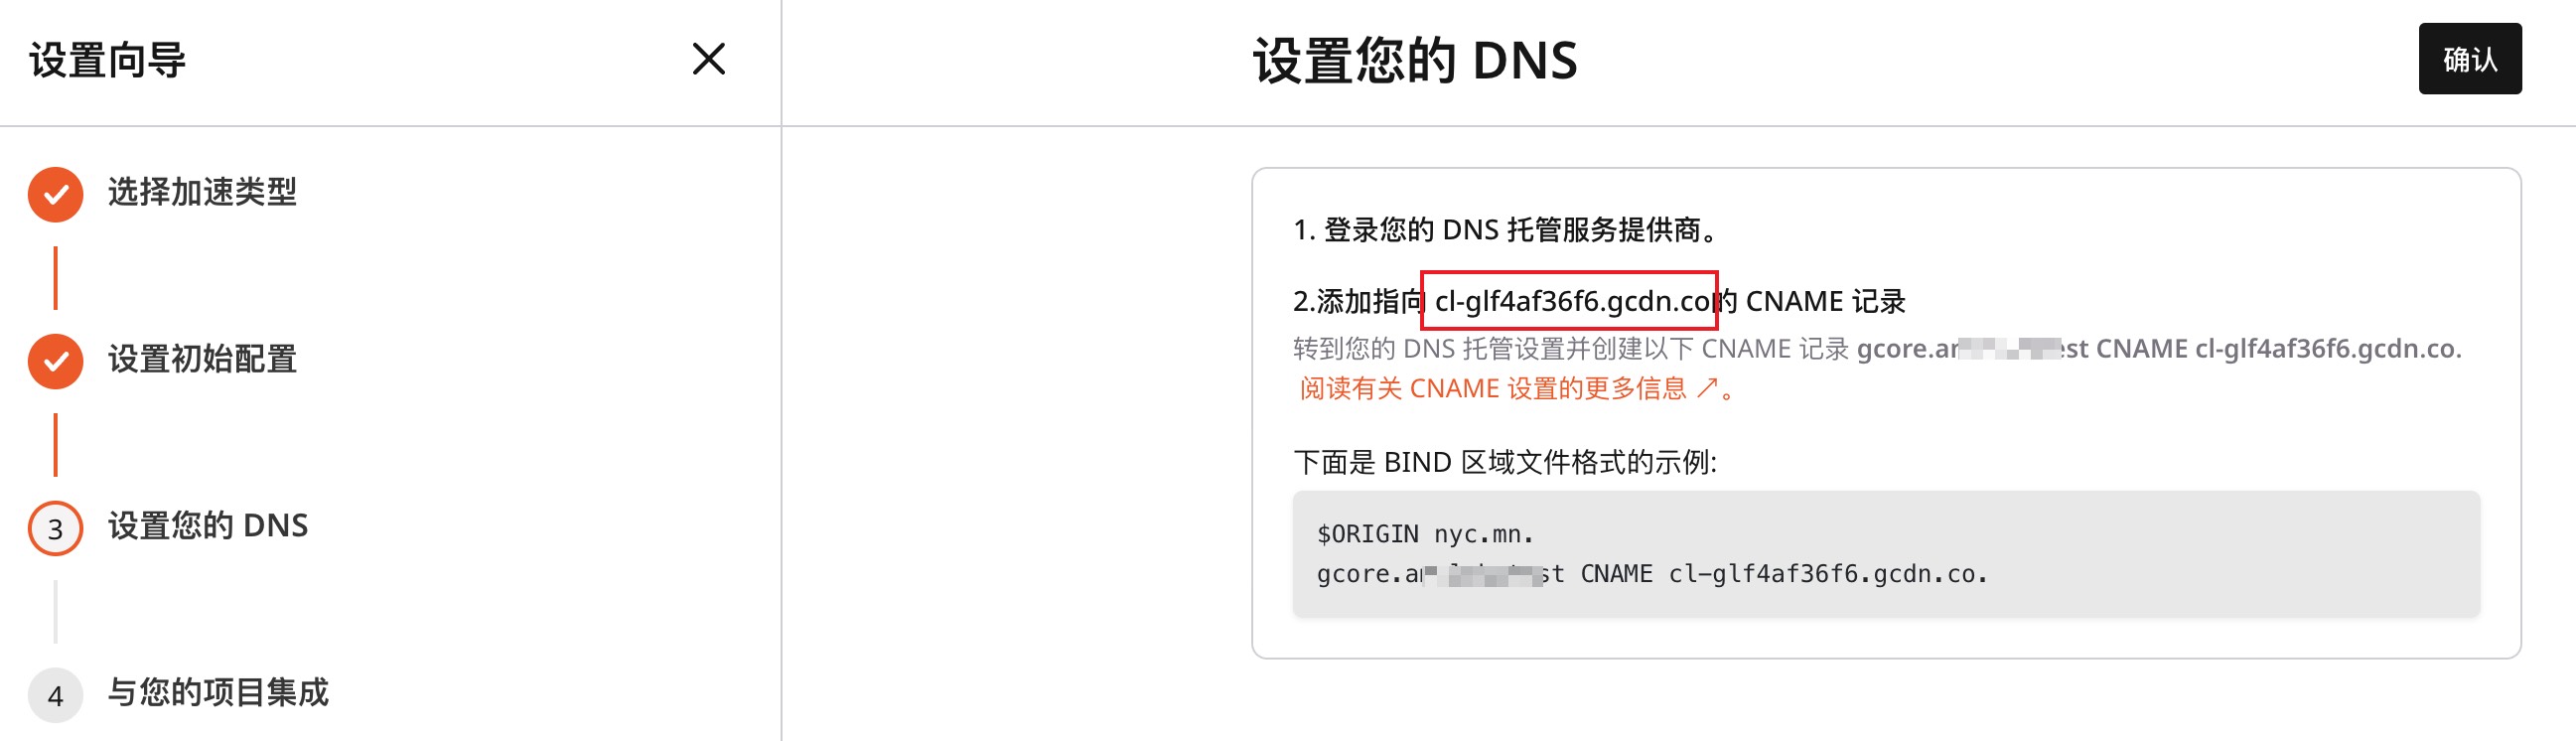 设置向导
设置您的 DNS
确认
选择加速类型
设置初始配置
3 设置您的 DNS
4 与您的项目集成
1. 登录您的 DNS 托管服务提供商。
2.添加指向 cl-glf4af36f6.gcdn.co的 CNAME 记录
转到您的 DNS 托管设置并创建以下 CNAME 记录 gcore. CNAME cl-glf4af36f6.gcdn.co.
阅读有关 CNAME 设置的更多信息 ↗。
下面是 BIND 区域文件格式的示例:
$ORIGIN nyc.mn.
gcore. CNAME cl-glf4af36f6.gcdn.co.